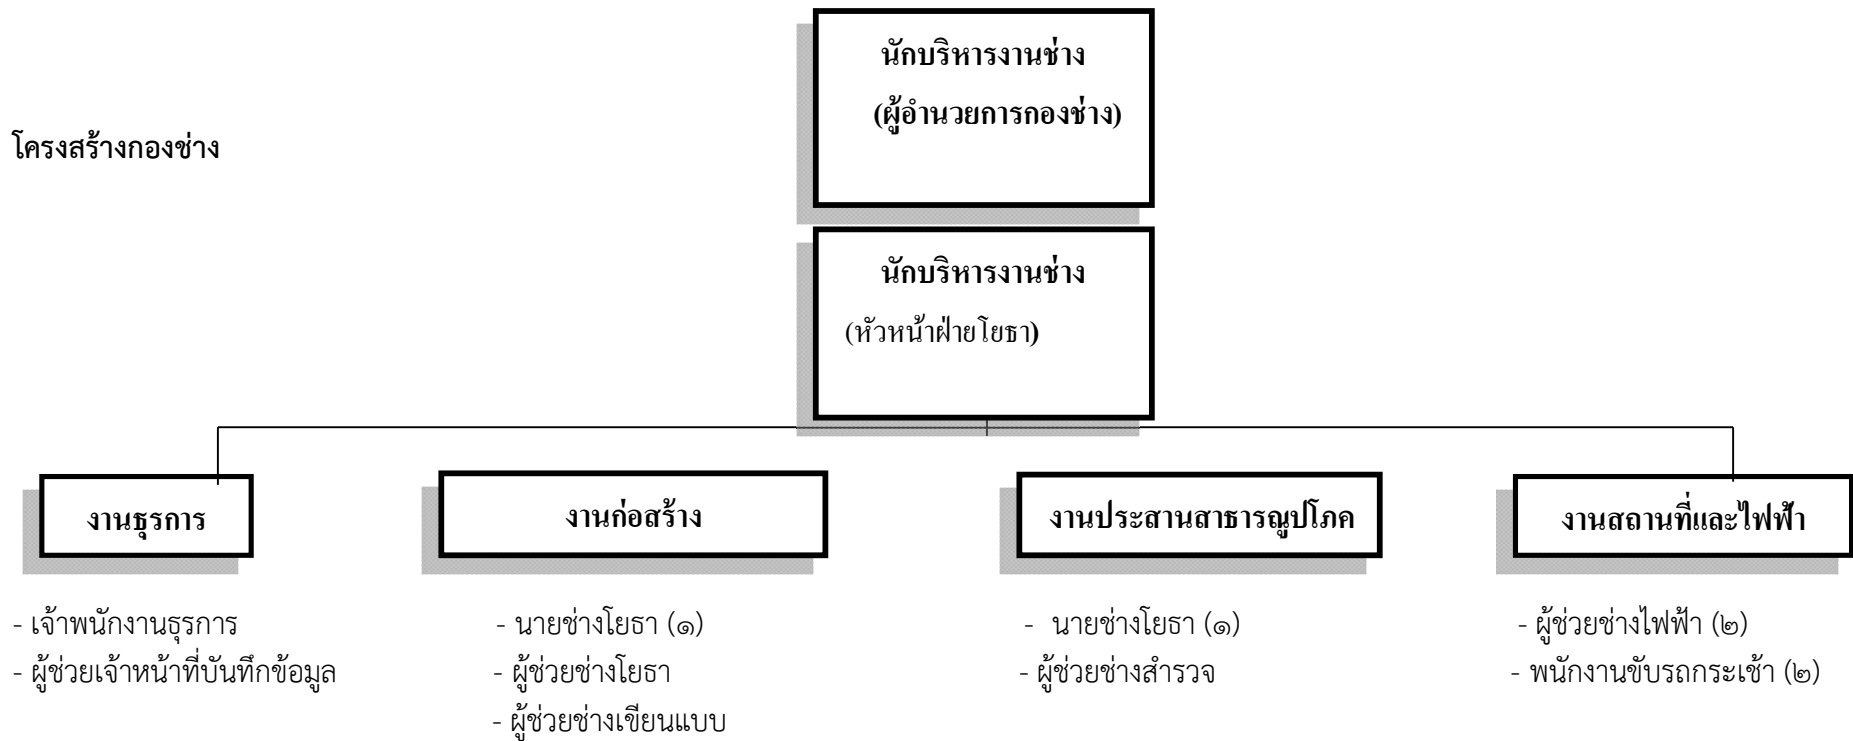 นักบริหารงานช่าง
(ผู้อำนวยการกองช่าง)
โครงสร้างกองช่าง
นักบริหารงานช่าง
(หัวหน้าฝ่ายโยธา)
งานธุรการ
งานก่อสร้าง
งานประสานสาธารณูปโภค
งานสถานที่และไฟฟ้า
- เจ้าพนักงานธุรการ
- ผู้ช่วยเจ้าหน้าที่บันทึกข้อมูล
- นายช่างโยธา (๑)
- ผู้ช่วยช่างโยธา
- ผู้ช่วยช่างเขียนแบบ
- นายช่างโยธา (๑)
- ผู้ช่วยช่างสำรวจ
- ผู้ช่วยช่างไฟฟ้า (๒)
- พนักงานขับรถกระเช้า (๒)